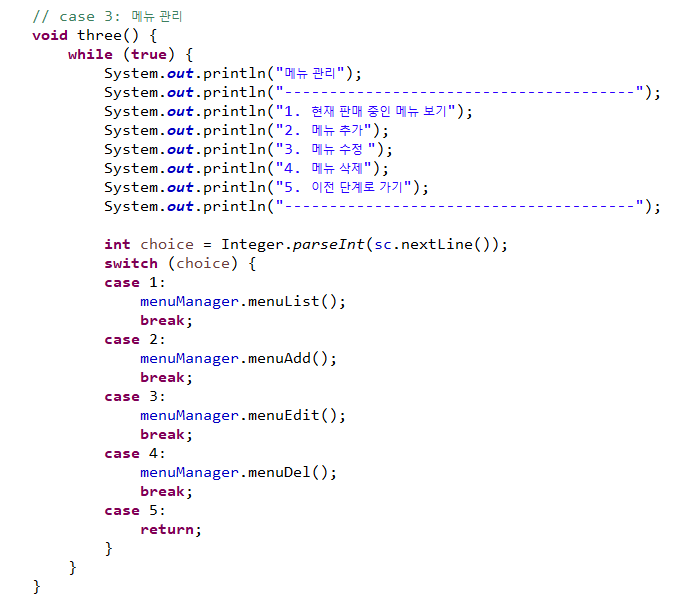 // case 3: 메뉴 관리
void three() {
    while (true) {
        System.out.println("메뉴 관리");
        System.out.println("---------------------------------------");
        System.out.println("1. 현재 판매 중인 메뉴 보기");
        System.out.println("2. 메뉴 추가");
        System.out.println("3. 메뉴 수정 ");
        System.out.println("4. 메뉴 삭제");
        System.out.println("5. 이전 단계로 가기");
        System.out.println("---------------------------------------");

        int choice = Integer.parseInt(sc.nextLine());
        switch (choice) {
        case 1:
            menuManager.menuList();
            break;
        case 2:
            menuManager.menuAdd();
            break;
        case 3:
            menuManager.menuEdit();
            break;
        case 4:
            menuManager.menuDel();
            break;
        case 5:
            return;
        }
    }
}